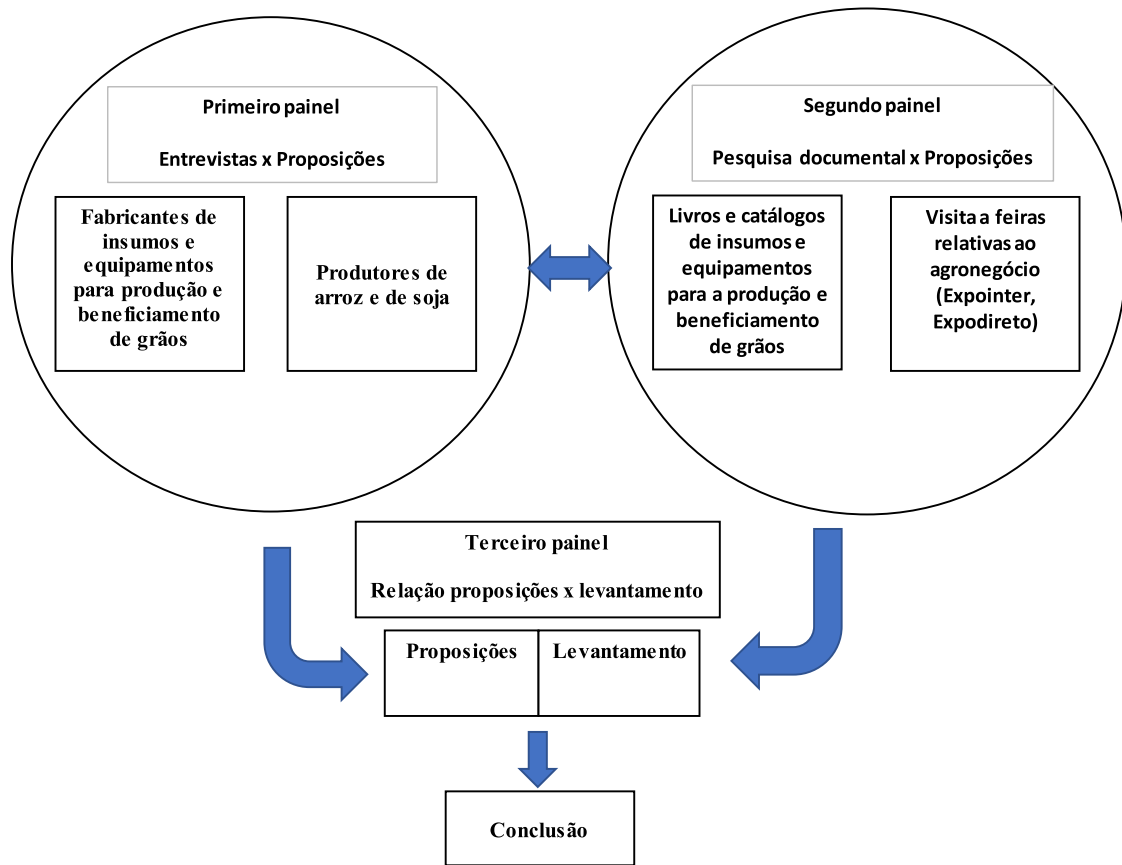 Primeiro painel
Entrevistas x Proposições
Fabricantes de
insumos e
equipamentos
para produção e
beneficiamento
de grãos
Produtores de
arroz e de soja
Segundo painel
Pesquisa documental x Proposições
Livros e catálogos
de insumos e
equipamentos
para a produção e
beneficiamento
de grãos
Visita a feiras
relativas ao
agronegócio
(Expointer,
Expodireto)
Terceiro painel
Relação proposições x levantamento
Proposições
Levantamento
Conclusão